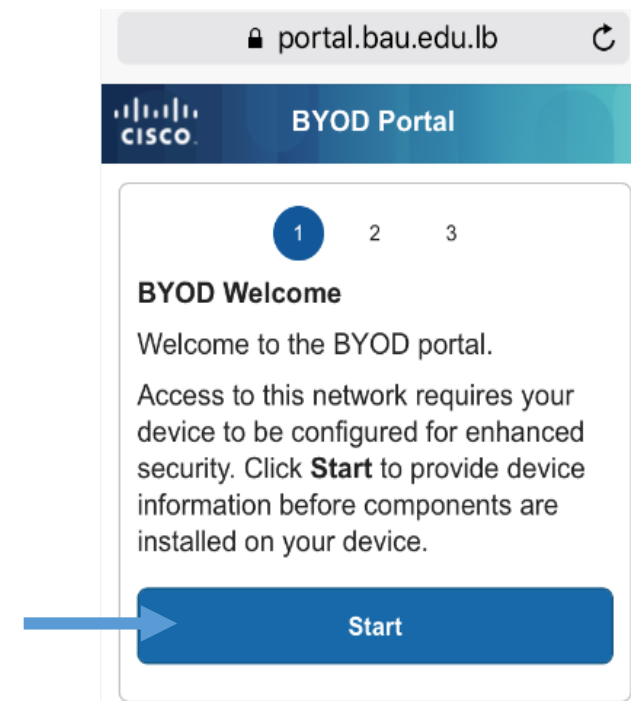 portal.bau.edu.lb
CISCO BYOD Portal
1 2 3
BYOD Welcome
Welcome to the BYOD portal.
Access to this network requires your
device to be configured for enhanced
security. Click Start to provide device
information before components are
installed on your device.
Start